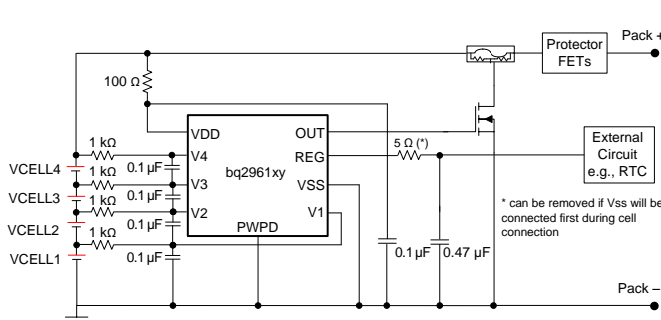 Pack +
Protector
FETs
100 Ω
VDD
OUT
5 Ω (*)
External
Circuit
e.g., RTC
1 kΩ
V4
REG
VCELL4
0.1 µF
bq2961xy
1 kΩ
V3
VSS
VCELL3
0.1 µF
* can be removed if Vss will be
connected first during cell
connection
1 kΩ
V2
V1
VCELL2
0.1 µF
PWPD
1 kΩ
VCELL1
0.1 µF
0.1 µF
0.47 µF
Pack –